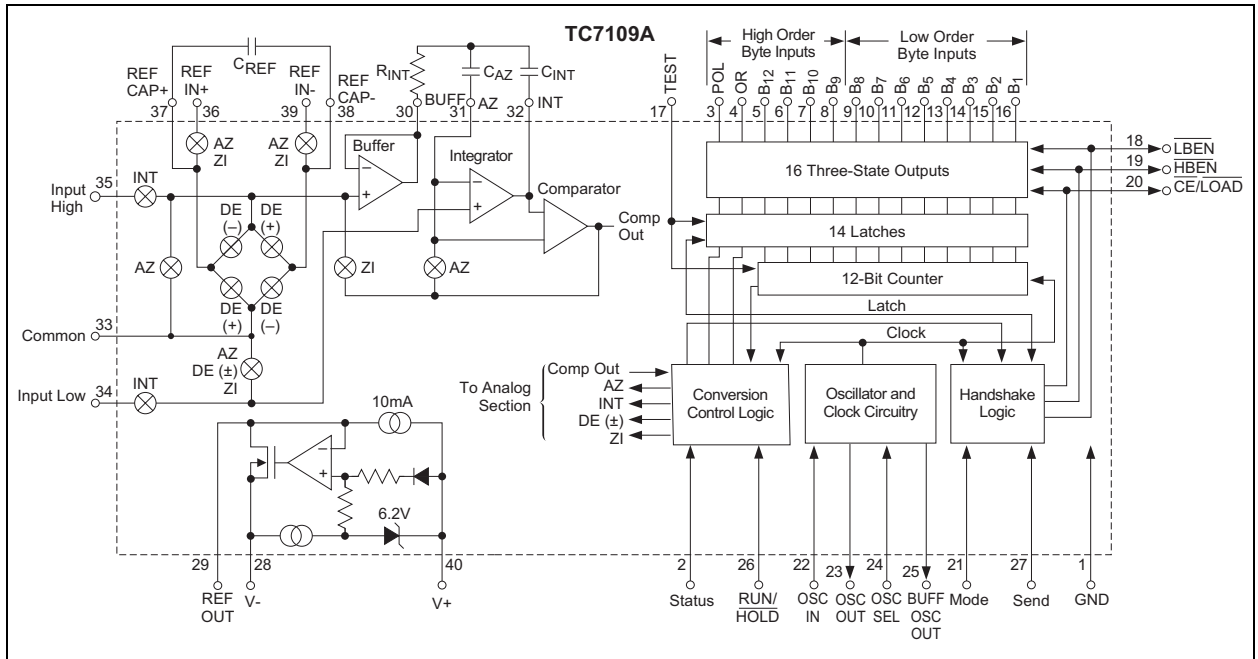 TC7109A
High Order
Byte Inputs
Low Order
Byte Inputs
REF
CAP+
REF
IN+
CREF
REF
IN-
REF
CAP-
RINT
CAZ
CINT
BUFF
AZ
INT
TEST
POL
OR
B12
B11
B10
B9
B8
B7
B6
B5
B4
B3
B2
B1
37
36
39
38
30
31
32
17
3
4
5
6
7
8
9
10
11
12
13
14
15
16
AZ
ZI
AZ
ZI
Buffer
–
+
Integrator
–
+
Comparator
Comp
Out
16 Three-State Outputs
14 Latches
12-Bit Counter
Latch
Clock
18
LBEN
19
HBEN
20
CE/LOAD
Input
High
35
INT
DE
(–)
DE
(+)
AZ
ZI
AZ
DE
(+)
DE
(–)
Common
33
AZ
DE (±)
ZI
Input Low
34
INT
To Analog
Section
Comp Out
AZ
INT
DE (±)
ZI
Conversion
Control Logic
Oscillator and
Clock Circuitry
Handshake
Logic
10mA
–
+
6.2V
29
28
40
REF
OUT
V-
V+
2
26
22
23
24
25
21
27
1
Status
RUN/
HOLD
OSC
IN
OSC
OUT
OSC
SEL
BUFF
OSC
OUT
Mode
Send
GND